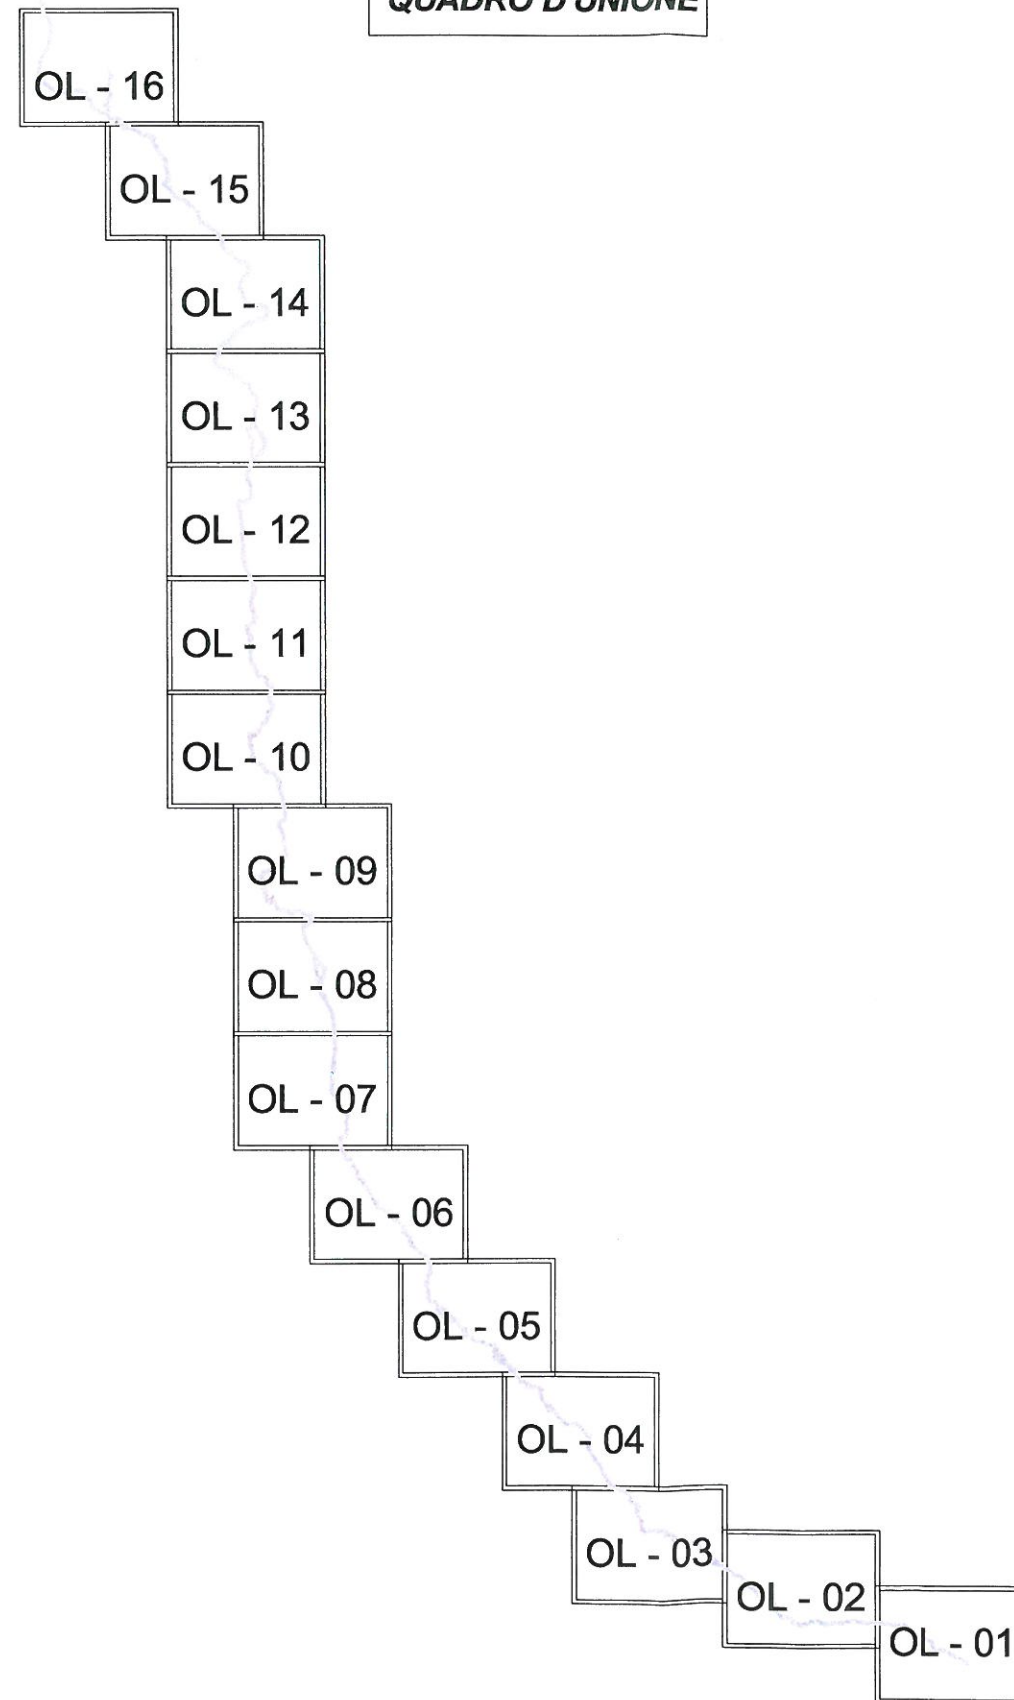 QUADRO D'UNIONE
OL - 16
OL - 15
OL - 14
OL - 13
OL - 12
OL - 11
OL - 10
OL - 09
OL - 08
OL - 07
OL - 06
OL - 05
OL - 04
OL - 03
OL - 02
OL - 01